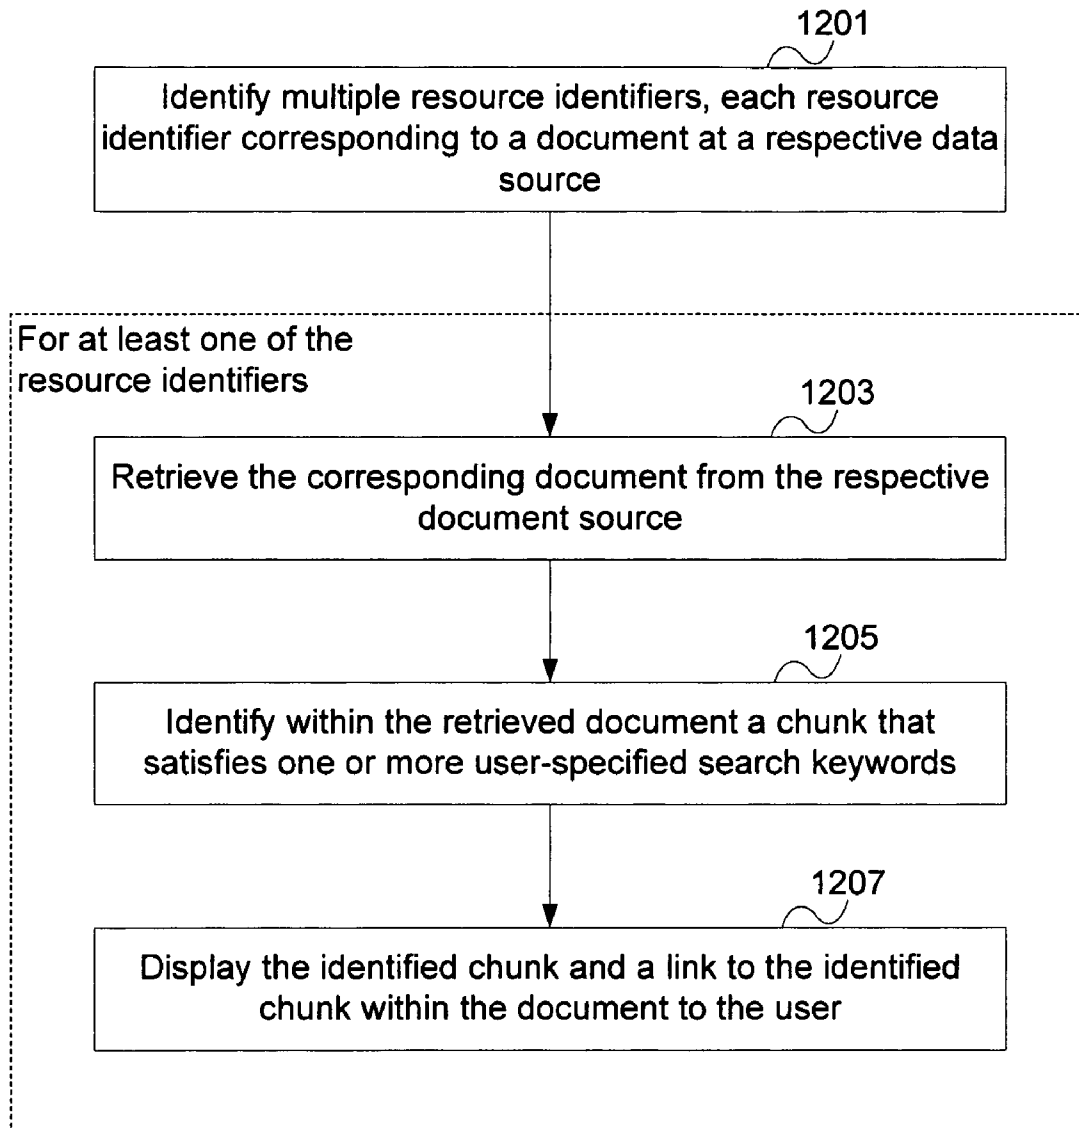 1201
Identify multiple resource identifiers, each resource
identifier corresponding to a document at a respective data
source
For at least one of the
resource identifiers
1203
Retrieve the corresponding document from the respective
document source
1205
Identify within the retrieved document a chunk that
satisfies one or more user-specified search keywords
1207
Display the identified chunk and a link to the identified
chunk within the document to the user